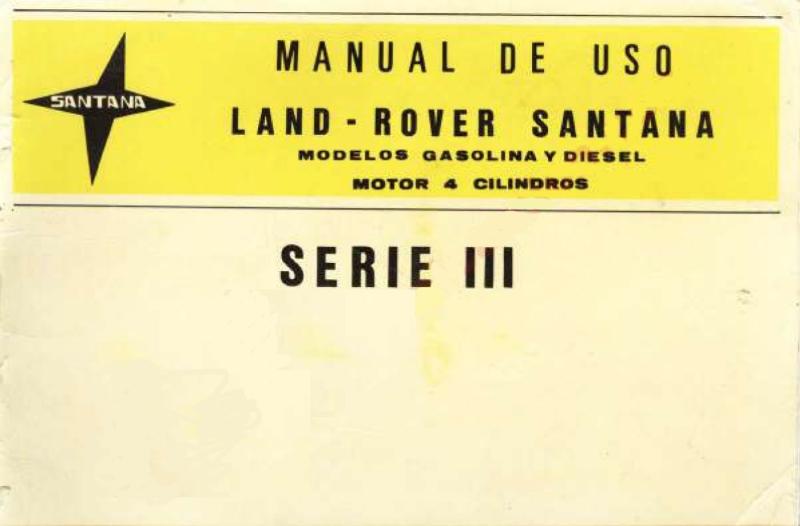 SANTANA
MANUAL DE USO
LAND-ROVER SANTANA
MODELOS GASOLINA Y DIESEL
MOTOR 4 CILINDROS
SERIE III